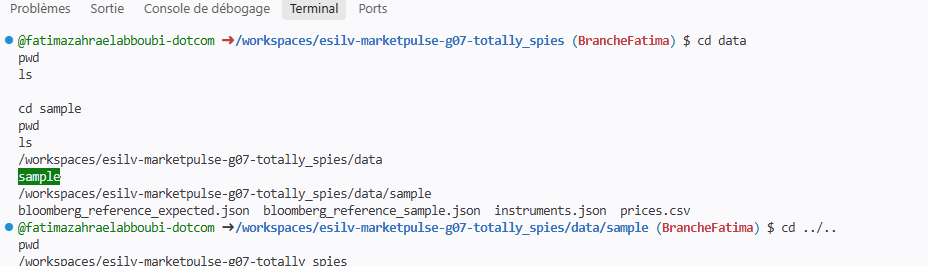 Problèmes Sortie Console de débogage Terminal Ports
@fatimazahraelabboubi-dotcom ➜/workspaces/esilv-marketpulse-g07-totally_spies (BrancheFatima) $ cd data
pwd
ls
cd sample
pwd
ls
/workspaces/esilv-marketpulse-g07-totally_spies/data
sample
/workspaces/esilv-marketpulse-g07-totally_spies/data/sample
bloomberg_reference_expected.json bloomberg_reference_sample.json instruments.json prices.csv
@fatimazahraelabboubi-dotcom ➜/workspaces/esilv-marketpulse-g07-totally_spies/data/sample (BrancheFatima) $ cd ../..
pwd
/workspaces/esilv-marketpulse-g07-totally_spies